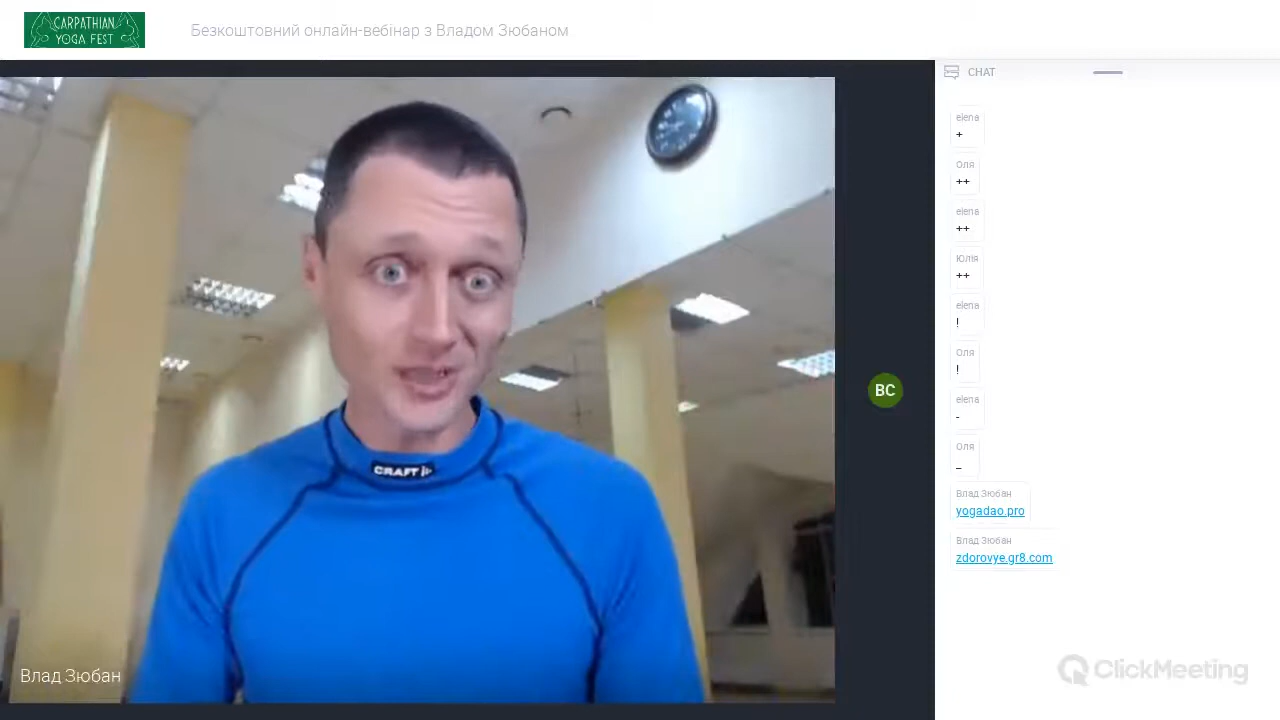 CARPATHIAN
YOGA FEST
Безкоштовний онлайн-вебінар з Владом Зюбаном
CHAT
elena
+
Оля
++
elena
++
Юлія
++
elena
!
Оля
!
elena
-
Оля
_
Влад Зюбан
yogadao.pro
Влад Зюбан
zdorovye.gr8.com
CRAFT
ВС
Влад Зюбан
ClickMeeting